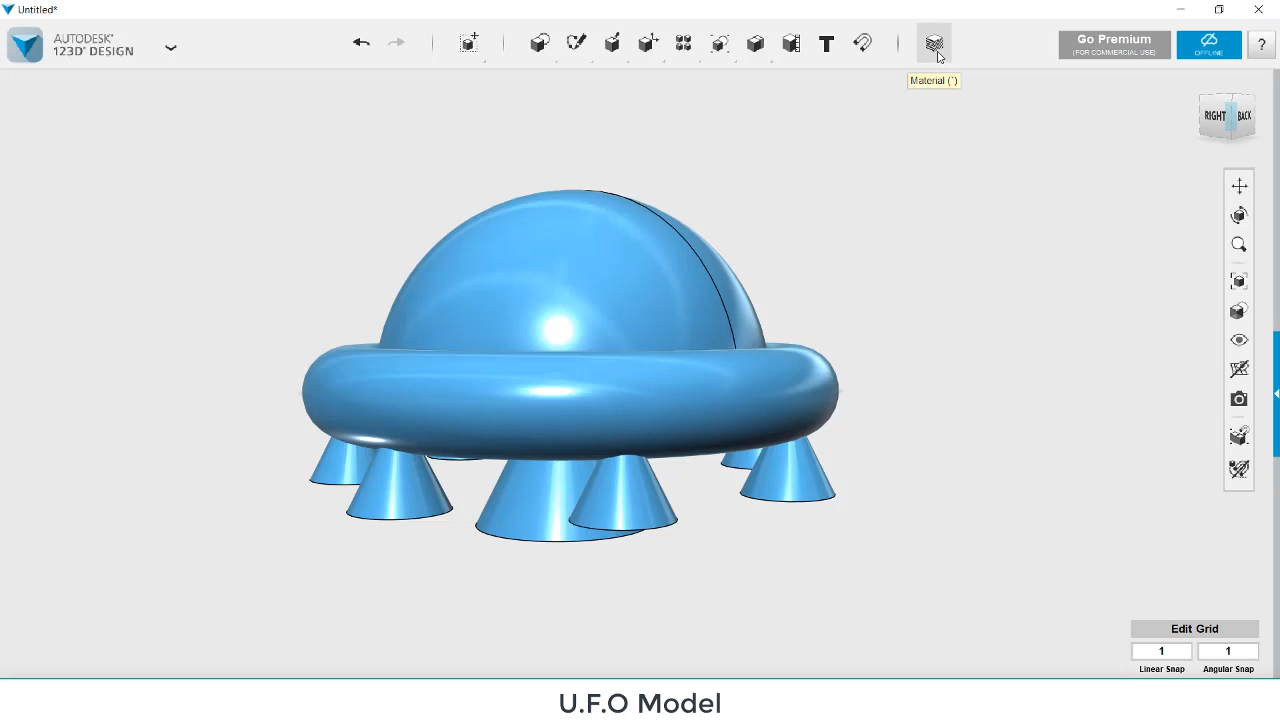 Untitled*
AUTODESK®
123D® DESIGN
T
Go Premium
(FOR COMMERCIAL USE)
OFFLINE
?
Material (`)
RIGHT
BACK
Edit Grid
1
1
Linear Snap
Angular Snap
U.F.O Model